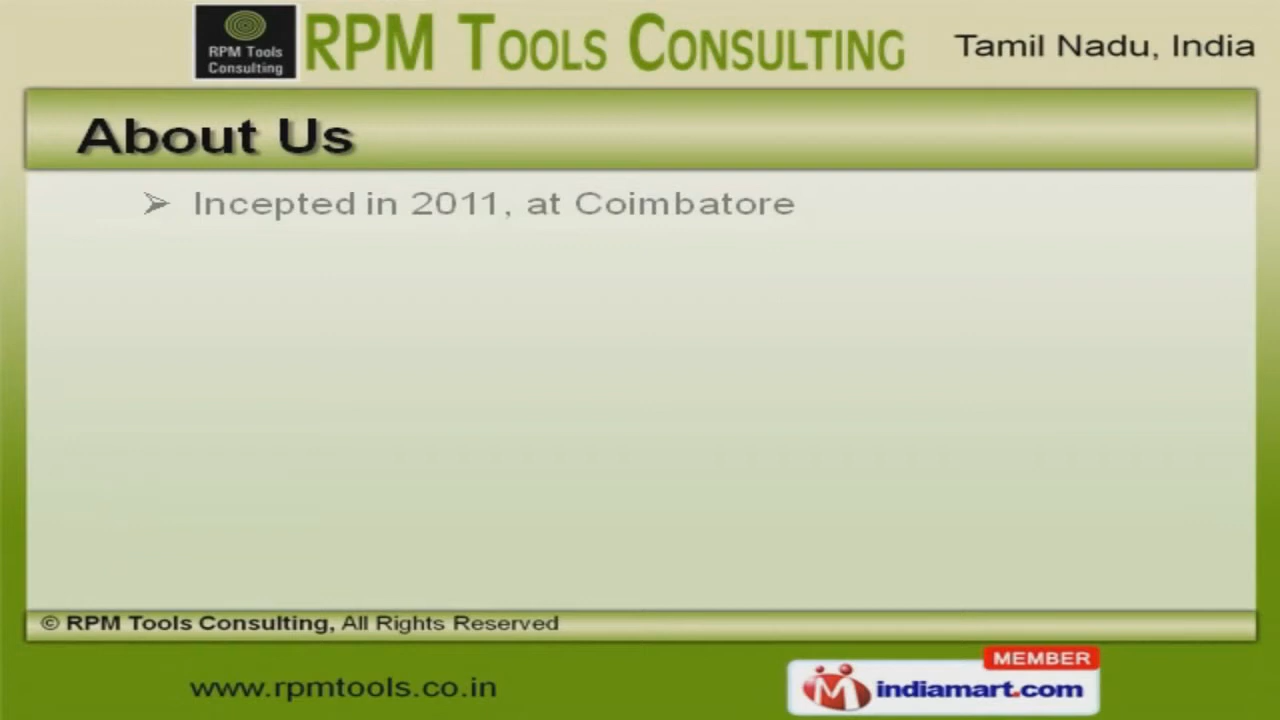 RPM Tools
Consulting
RPM TOOLS CONSULTING
Tamil Nadu, India
About Us
➢ Incepted in 2011, at Coimbatore
© RPM Tools Consulting, All Rights Reserved
www.rpmtools.co.in
MEMBER
indiamart.com